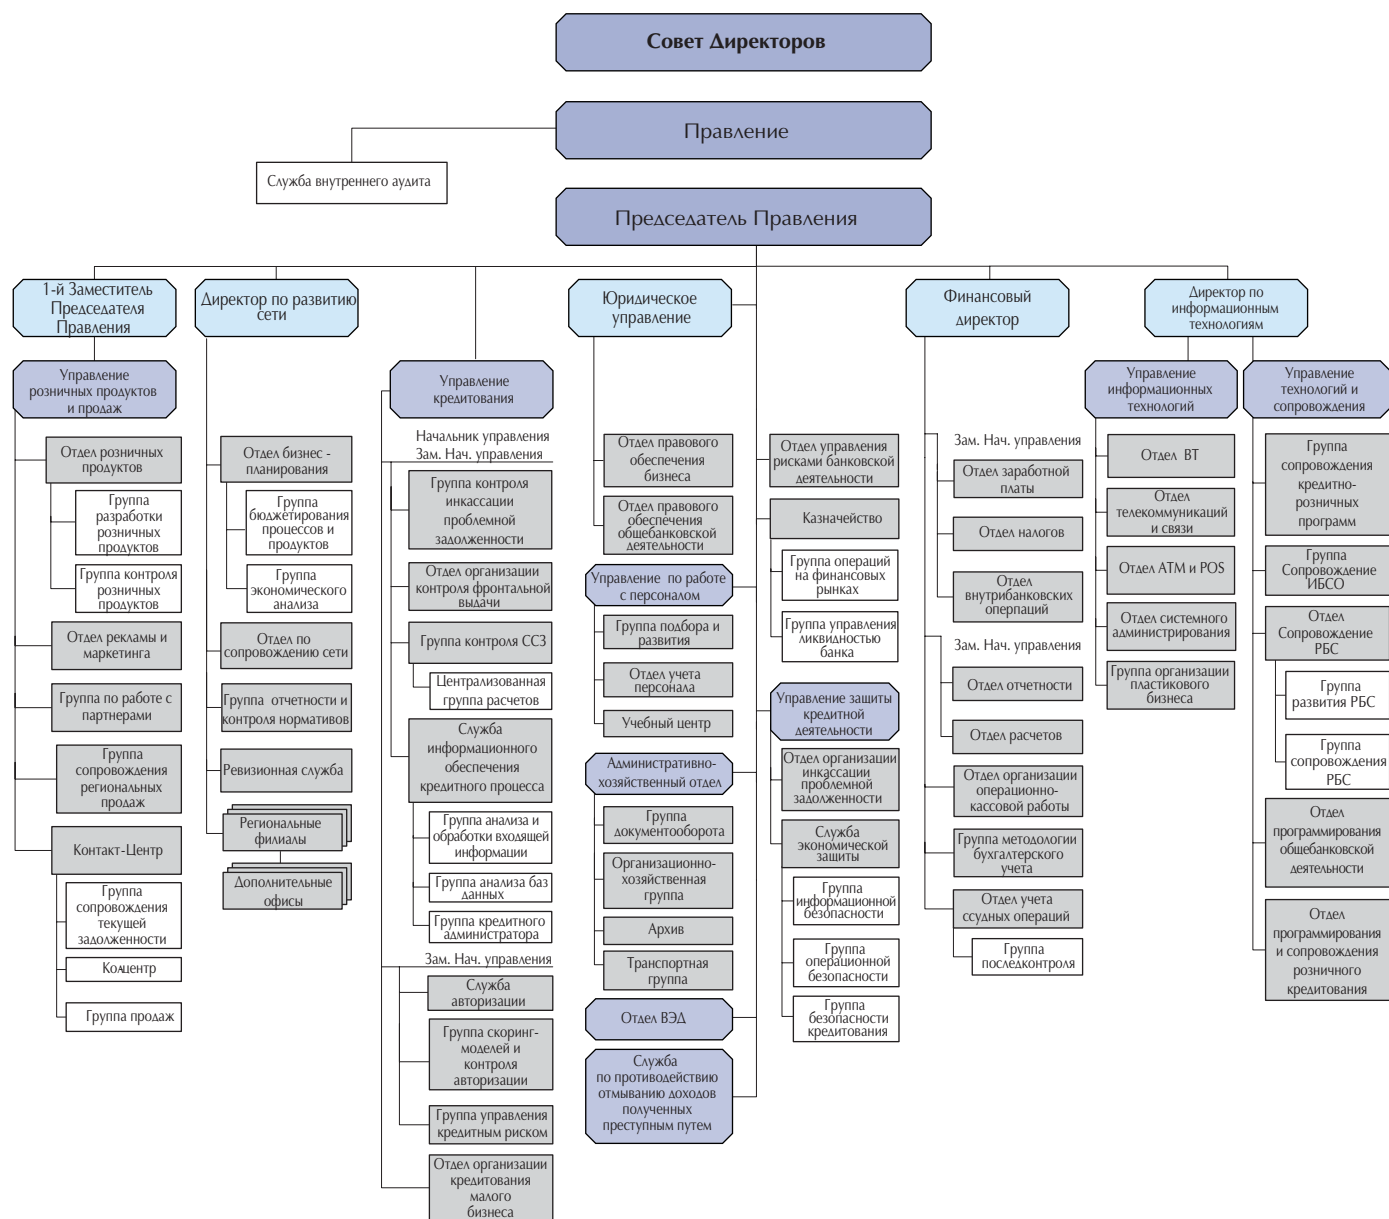 Совет Директоров
Правление
Служба внутреннего аудита
Председатель Правления
1-й Заместитель
Председателя
Правления
Управление
розничных продуктов
и продаж
Отдел розничных
продуктов
Группа
разработки
розничных
продуктов
Группа контроля
розничных
продуктов
Отдел рекламы и
маркетинга
Группа по работе с
партнерами
Группа
сопровождения
региональных
продаж
Контакт-Центр
Группа
сопровождения
текущей
задолженности
Колцентр
Группа продаж
Директор по развитию
сети
Отдел бизнес -
планирования
Группа
бюджетирования
процессов и
продуктов
Группа
экономического
анализа
Отдел по
сопровождению сети
Группа отчетности и
контроля нормативов
Ревизионная служба
Региональные
филиалы
Дополнительные
офисы
Управление
кредитования
Начальник управления
Зам. Нач. управления
Группа контроля
инкассации
проблемной
задолженности
Отдел организации
контроля фронтальной
выдачи
Группа контроля ССЗ
Централизованная
группа расчетов
Служба
информационного
обеспечения
кредитного процесса
Группа анализа и
обработки входящей
информации
Группа анализа баз
данных
Группа кредитного
администратора
Зам. Нач. управления
Служба
авторизации
Группа скоринг-
моделей и
контроля
авторизации
Группа управления
кредитным риском
Отдел организации
кредитования
малого
бизнеса
Юридическое
управление
Отдел правового
обеспечения
бизнеса
Отдел правового
обеспечения
общебанковской
деятельности
Управление по работе
с персоналом
Группа подбора и
развития
Отдел учета
персонала
Учебный центр
Административно-
хозяйственный отдел
Группа
документооборота
Организационно-
хозяйственная
группа
Архив
Транспортная
группа
Отдел ВЭД
Служба
по противодействию
отмыванию доходов
полученных
преступным путем
Отдел управления
рисками банковской
деятельности
Казначейство
Группа операций
на финансовых
рынках
Группа управления
ликвидностью
банка
Управление защиты
кредитной
деятельности
Отдел организации
инкассации
проблемной
задолженности
Служба
экономической
защиты
Группа
информационной
безопасности
Группа
операционной
безопасности
Группа
безопасности
кредитования
Финансовый
директор
Зам. Нач. управления
Отдел заработной
платы
Отдел налогов
Отдел
внутрибанковских
оперпаций
Зам. Нач. управления
Отдел отчетности
Отдел расчетов
Отдел организации
операционно-
кассовой работы
Группа методологии
бухгалтерского
учета
Отдел учета
ссудных операций
Группа
последконтроля
Директор по
информационным
технологиям
Управление
информационных
технологий
Отдел ВТ
Отдел
телекоммуникаций
и связи
Отдел АТМ и POS
Отдел системного
администрирования
Группа организации
пластикового
бизнеса
Управление
технологий и
сопровождения
Группа
сопровождения
кредитно-
розничных
программ
Группа
Сопровождение
ИБСО
Отдел
Сопровождение
РБС
Группа
развития РБС
Группа
сопровождения
РБС
Отдел
программирования
общебанковской
деятельности
Отдел
программирования
и сопровождения
розничного
кредитования